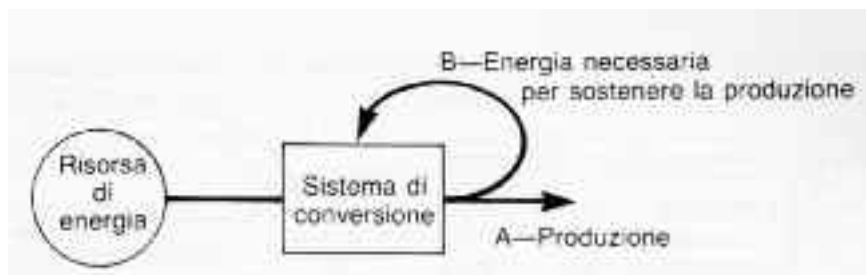 B—Energia necessaria
per sostenere la produzione
Risorsa
di
energia
Sistema di
conversione
A—Produzione